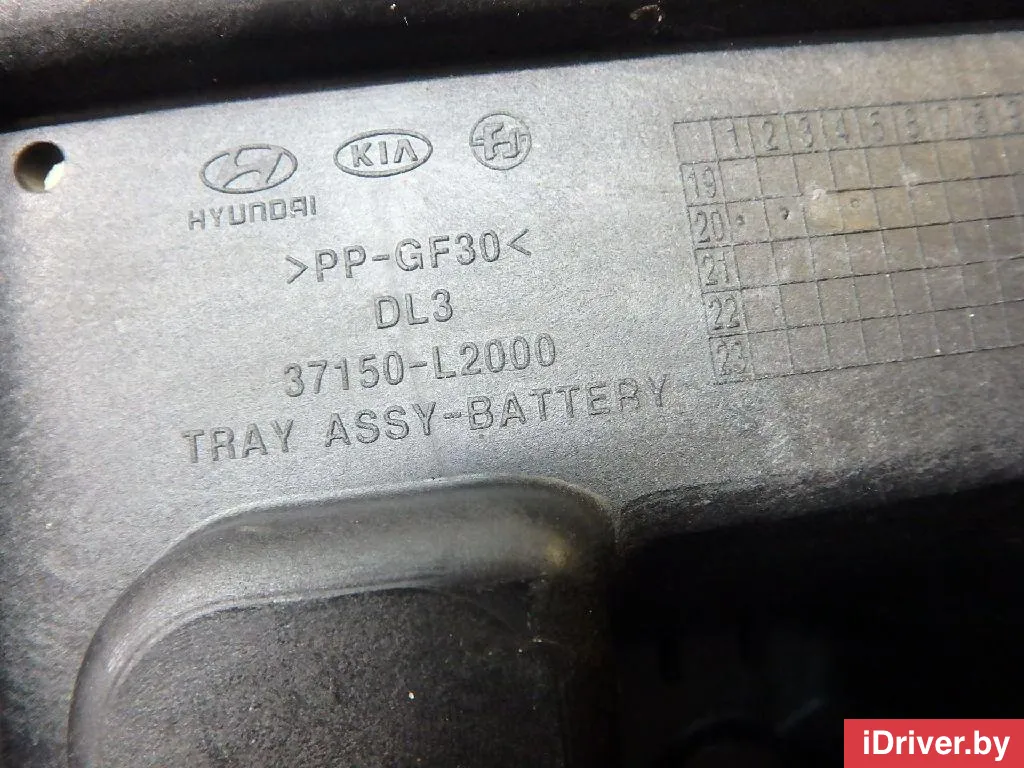 HYUNDAI
KIA
>PP-GF30<
DL3
37150-L2000
TRAY ASSY-BATTERY
1 2 3 4 5 6 7 8 9
19
20
21
22
23
iDriver.by